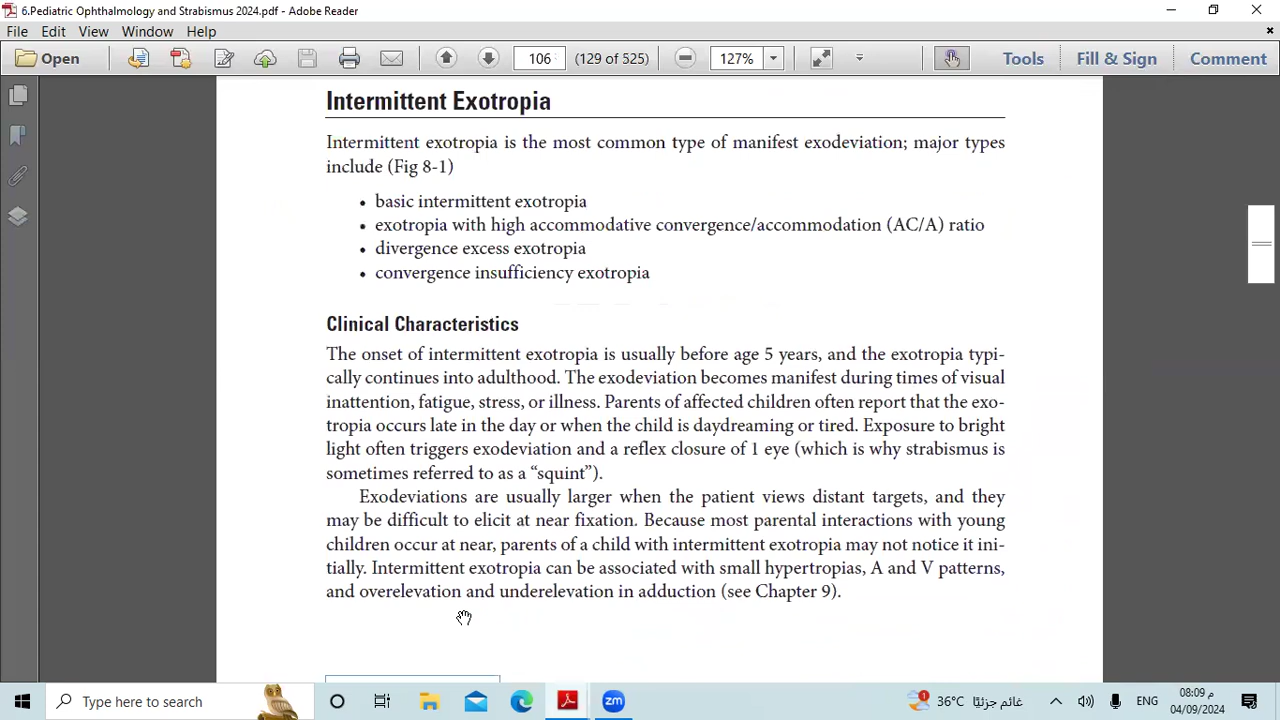 6.Pediatric Ophthalmology and Strabismus 2024.pdf - Adobe Reader
File Edit View Window Help
Open 106 (129 of 525) 127% Tools Fill & Sign Comment
Intermittent Exotropia
Intermittent exotropia is the most common type of manifest exodeviation; major types
include (Fig 8-1)
• basic intermittent exotropia
• exotropia with high accommodative convergence/accommodation (AC/A) ratio
• divergence excess exotropia
• convergence insufficiency exotropia
Clinical Characteristics
The onset of intermittent exotropia is usually before age 5 years, and the exotropia typi-
cally continues into adulthood. The exodeviation becomes manifest during times of visual
inattention, fatigue, stress, or illness. Parents of affected children often report that the exo-
tropia occurs late in the day or when the child is daydreaming or tired. Exposure to bright
light often triggers exodeviation and a reflex closure of 1 eye (which is why strabismus is
sometimes referred to as a “squint”).
Exodeviations are usually larger when the patient views distant targets, and they
may be difficult to elicit at near fixation. Because most parental interactions with young
children occur at near, parents of a child with intermittent exotropia may not notice it ini-
tially. Intermittent exotropia can be associated with small hypertropias, A and V patterns,
and overelevation and underelevation in adduction (see Chapter 9).
Type here to search zm 1 36°C غائم جزئيًا ENG 08:09 م
04/09/2024